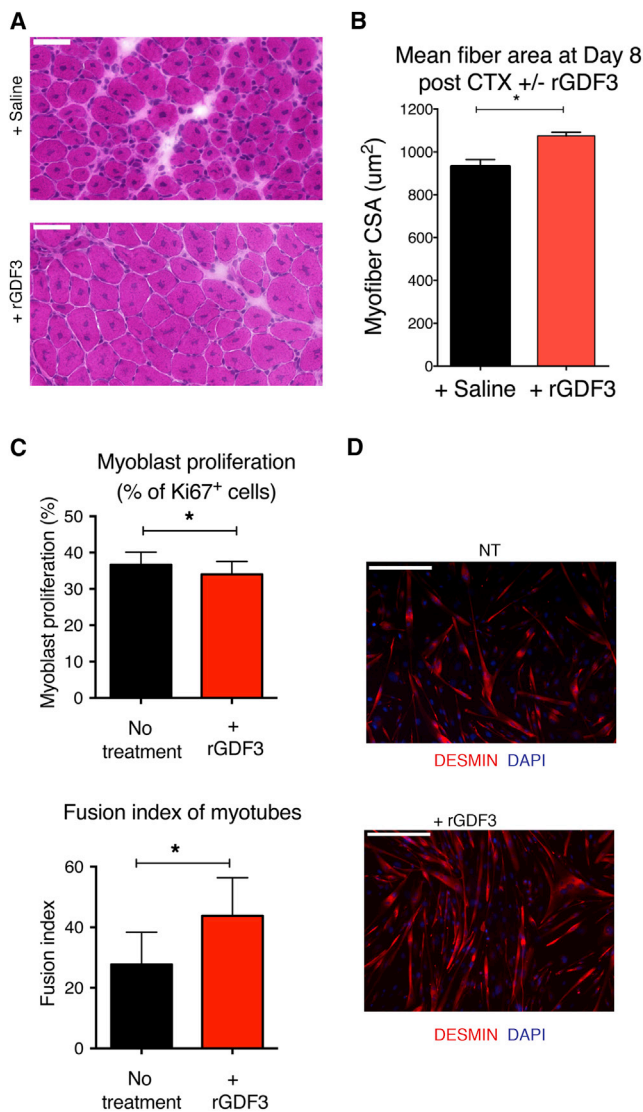 A
+ Saline
+ rGDF3
B
Mean fiber area at Day 8
post CTX +/- rGDF3
*
Myofiber CSA (um²)
1200
1000
800
600
400
200
0
+ Saline + rGDF3
C
Myoblast proliferation
(% of Ki67⁺ cells)
*
Myoblast proliferation (%)
50
40
30
20
10
0
No
treatment
+
rGDF3
Fusion index of myotubes
*
Fusion index
60
40
20
0
No
treatment
+
rGDF3
D
NT
DESMIN DAPI
+ rGDF3
DESMIN DAPI